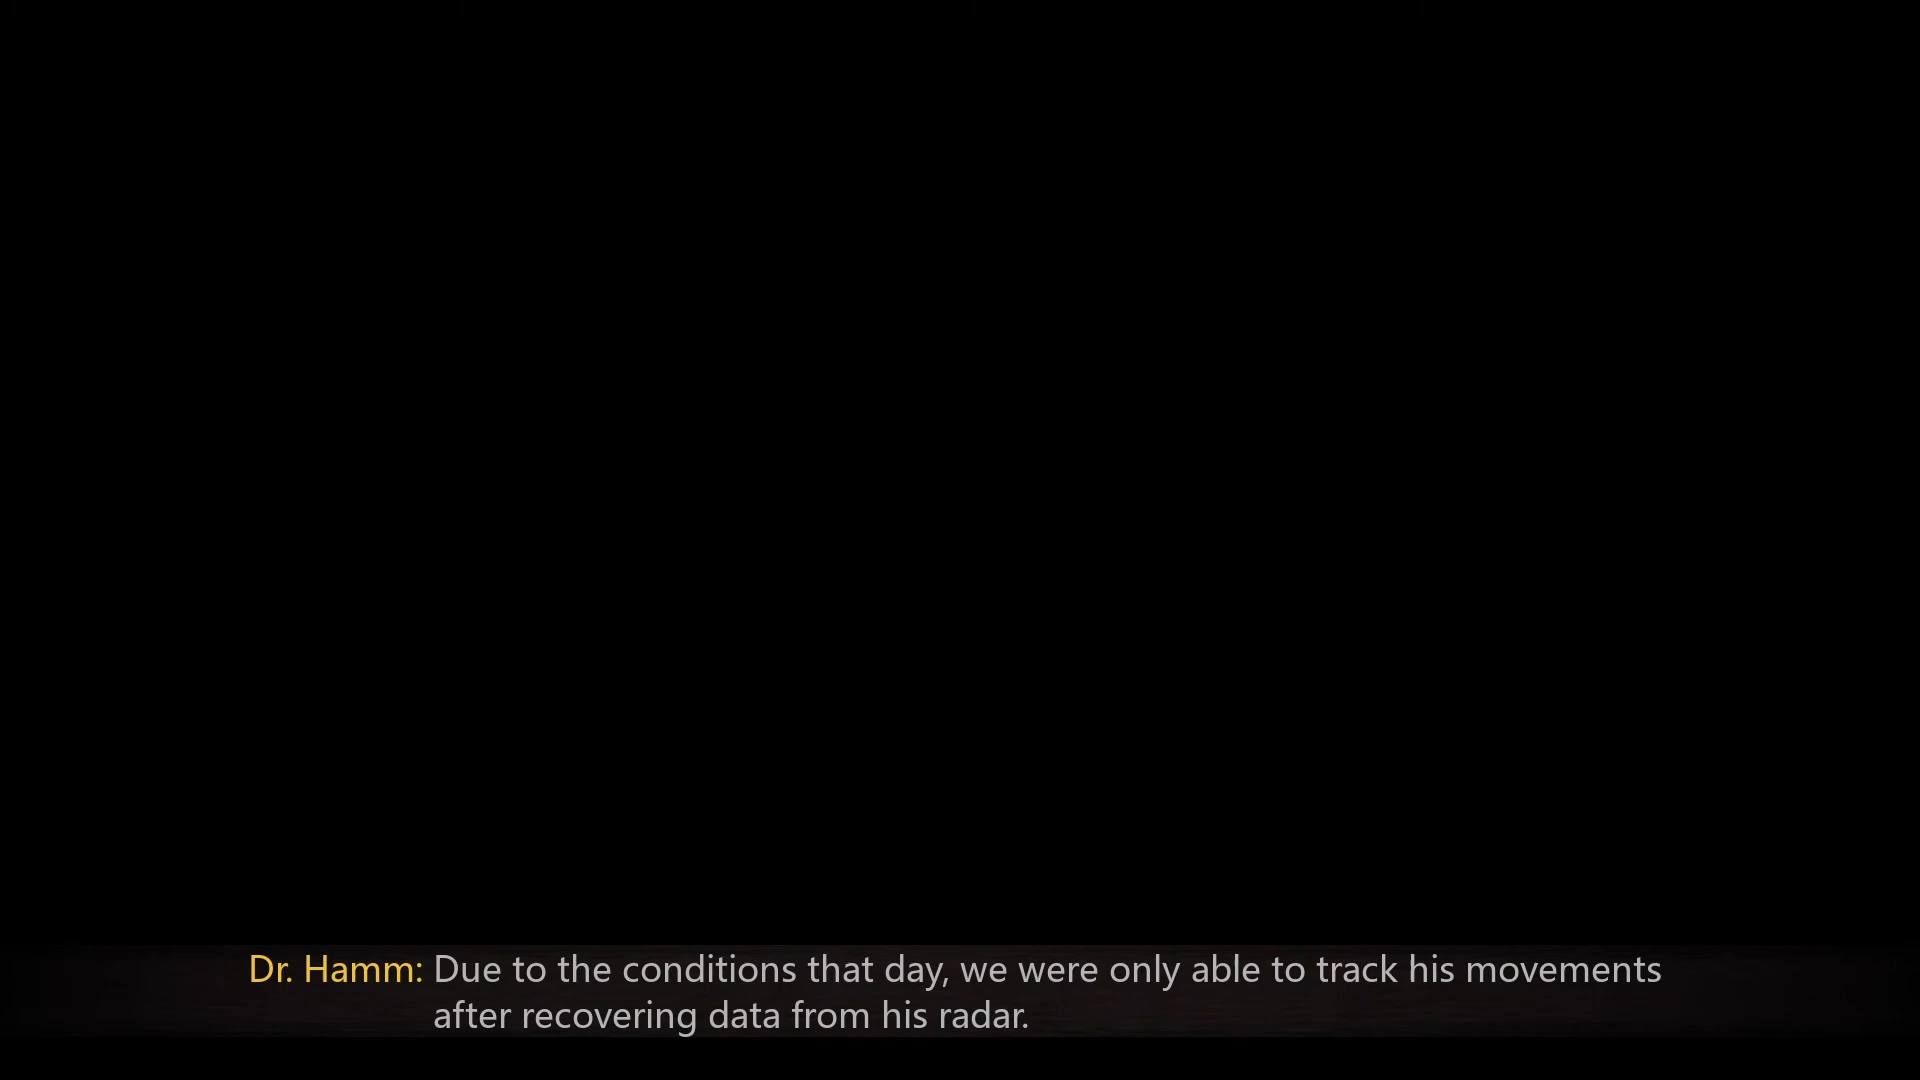 Dr. Hamm: Due to the conditions that day, we were only able to track his movements
after recovering data from his radar.